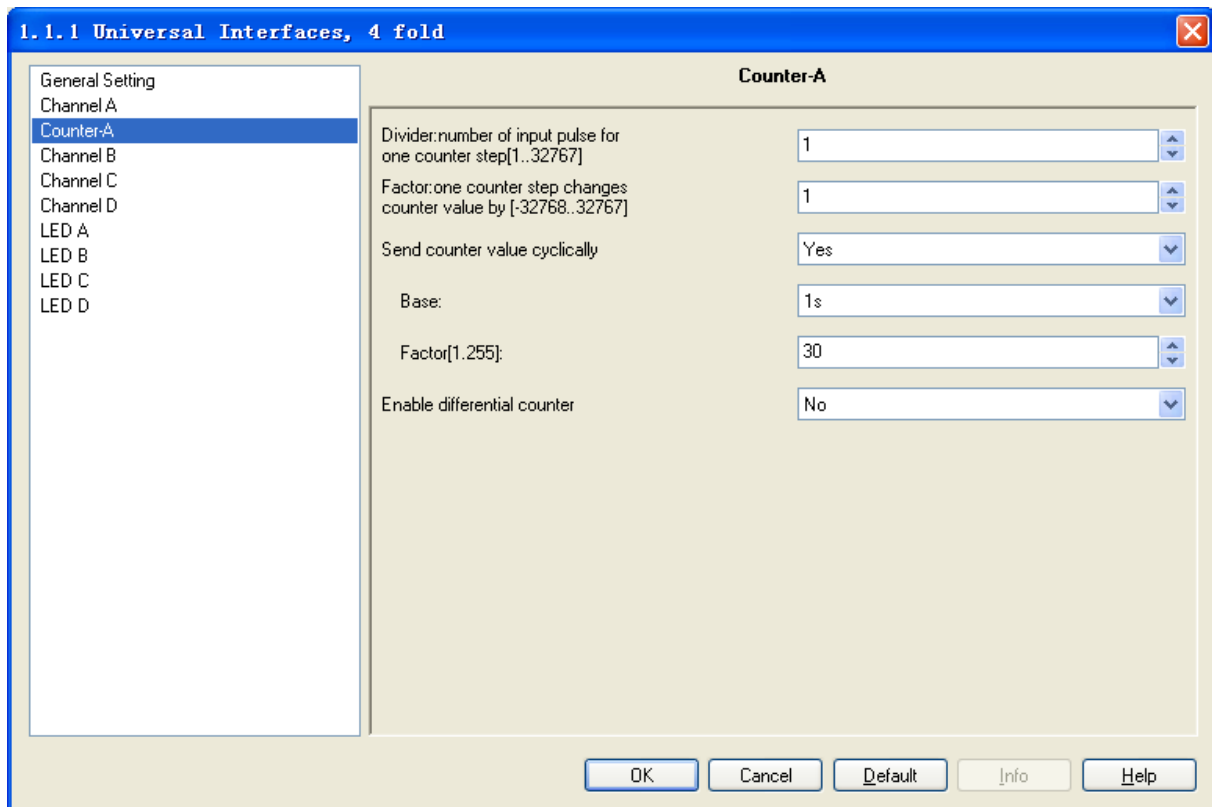 1.1.1 Universal Interfaces, 4 fold
General Setting
Channel A
Counter-A
Channel B
Channel C
Channel D
LED A
LED B
LED C
LED D
Counter-A
Divider:number of input pulse for
one counter step[1..32767]
1
Factor:one counter step changes
counter value by [-32768..32767]
1
Send counter value cyclically
Yes
Base:
1s
Factor[1.255]:
30
Enable differential counter
No
OK
Cancel
Default
Info
Help